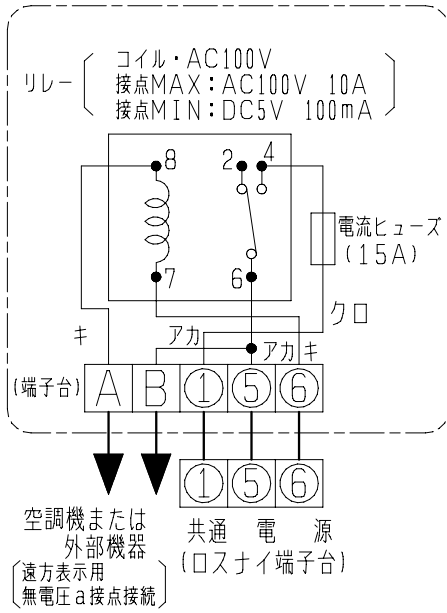 リレー
コイル・AC100V
接点MAX:AC100V 10A
接点MIN:DC5V 100mA
8 2 4
7 6
電流ヒューズ
(15A)
クロ
キ アカ アカ キ
(端子台) A B ① ⑤ ⑥
① ⑤ ⑥
空調機または
外部機器
遠方表示用
無電圧a接点接続
共通 電 源
(ロスナイ端子台)